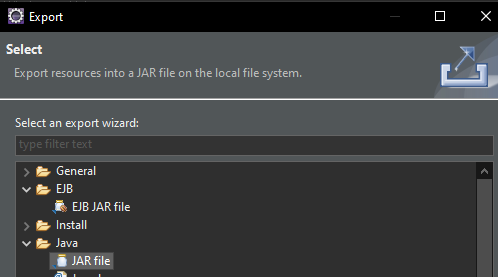 Export
Select
Export resources into a JAR file on the local file system.
Select an export wizard:
type filter text
General
EJB
EJB JAR file
Install
Java
JAR file